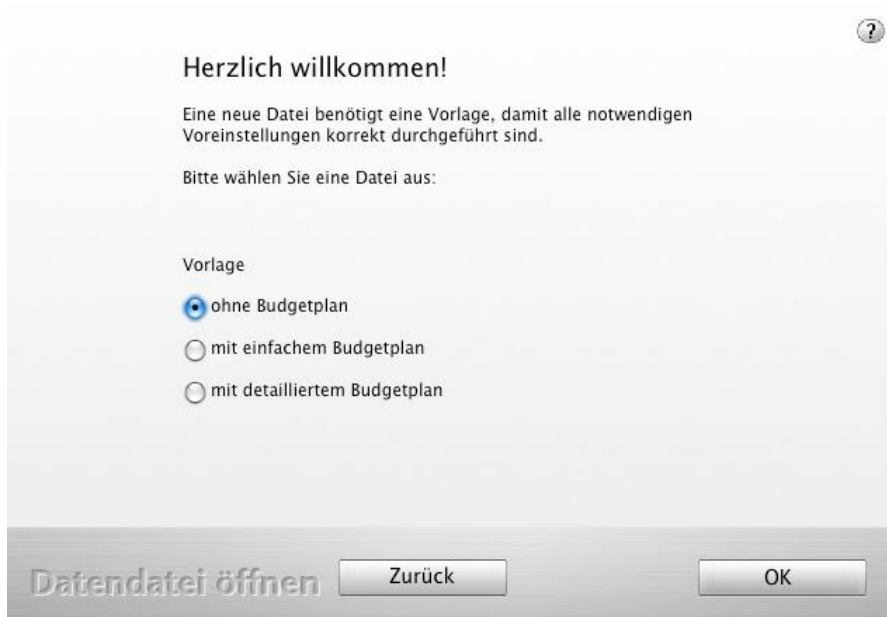 ?
Herzlich willkommen!
Eine neue Datei benötigt eine Vorlage, damit alle notwendigen
Voreinstellungen korrekt durchgeführt sind.
Bitte wählen Sie eine Datei aus:
Vorlage
ohne Budgetplan
mit einfachem Budgetplan
mit detailliertem Budgetplan
Datendatei öffnen
Zurück
OK